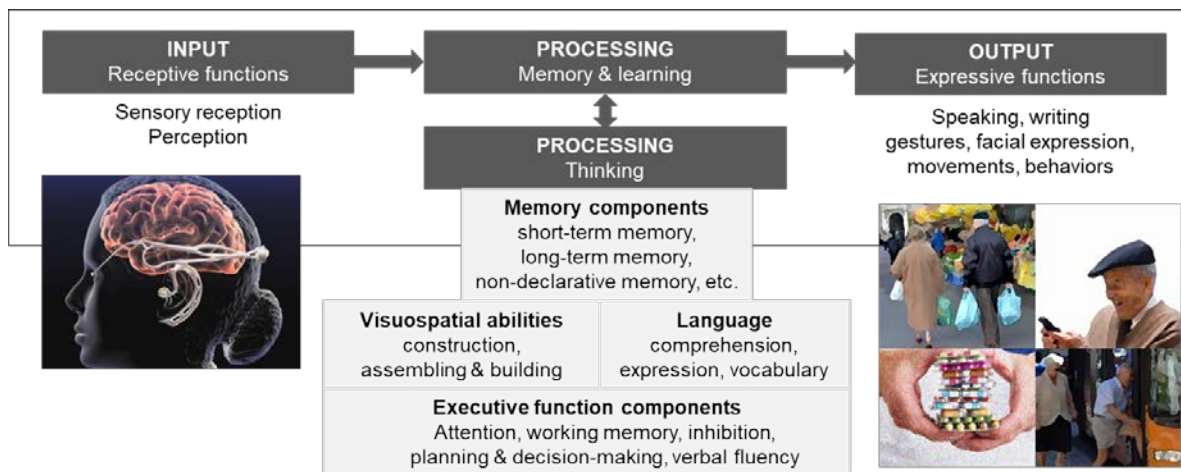 INPUT
Receptive functions
PROCESSING
Memory & learning
OUTPUT
Expressive functions
Sensory reception
Perception
PROCESSING
Thinking
Speaking, writing
gestures, facial expression,
movements, behaviors
Memory components
short-term memory,
long-term memory,
non-declarative memory, etc.
Visuospatial abilities
construction,
assembling & building
Language
comprehension,
expression, vocabulary
Executive function components
Attention, working memory, inhibition,
planning & decision-making, verbal fluency